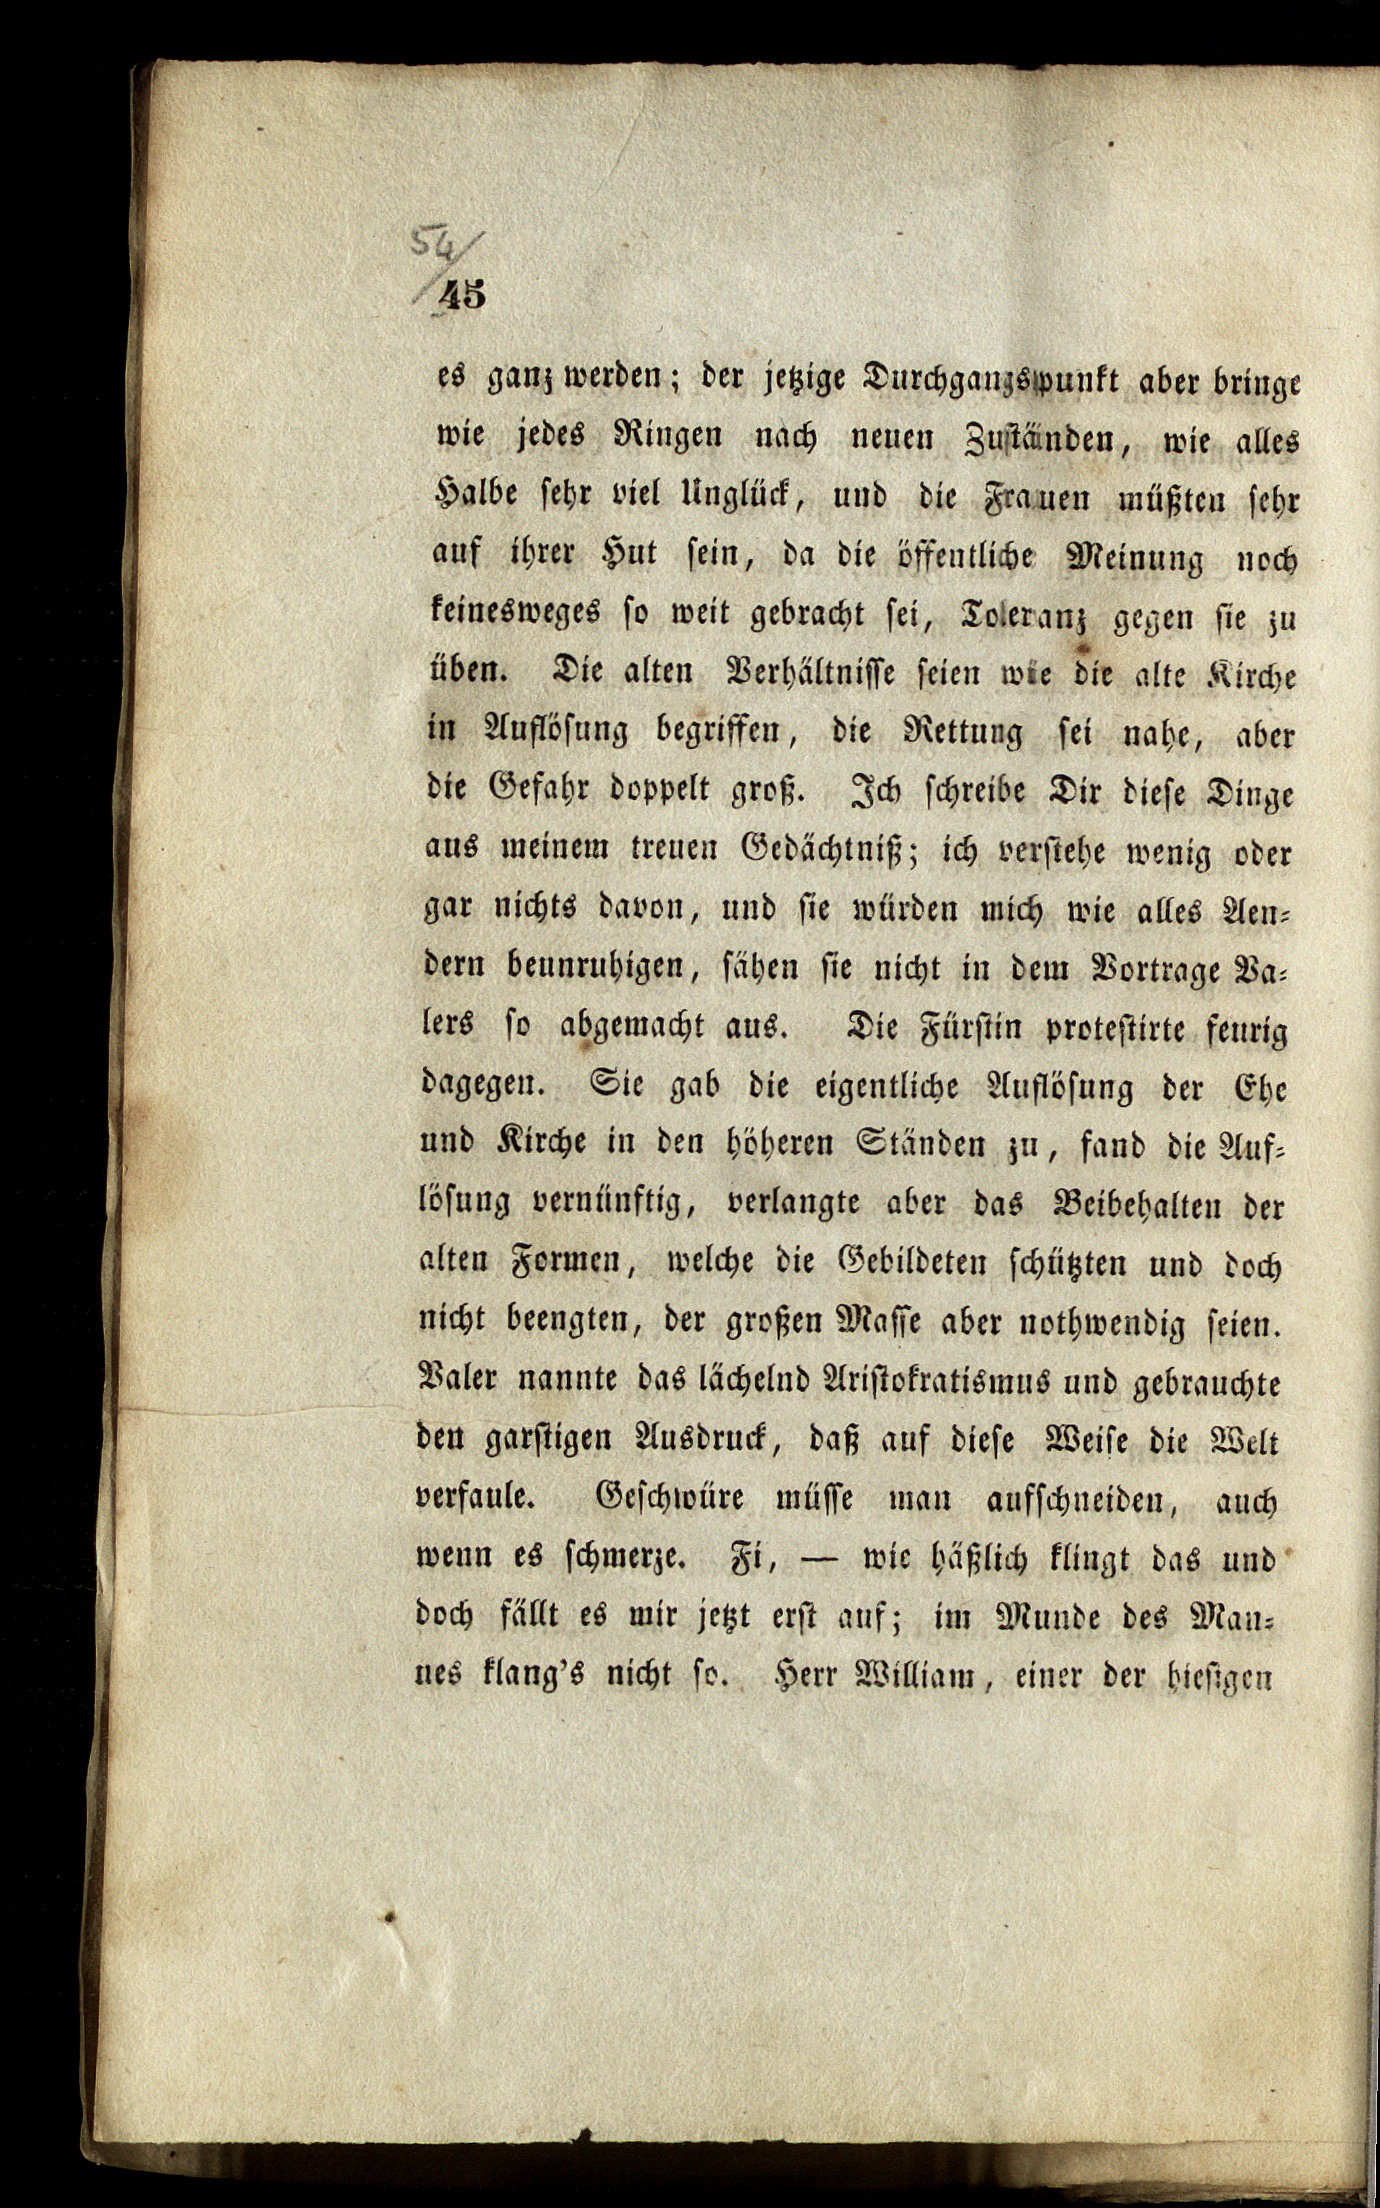 54/
45
es ganz werden; der jetzige Durchgangspunkt aber bringe
wie jedes Ringen nach neuen Zuständen, wie alles
Halbe sehr viel Unglück, und die Frauen müßten sehr
auf ihrer Hut sein, da die öffentliche Meinung noch
keinesweges so weit gebracht sei, Toleranz gegen sie zu
üben. Die alten Verhältnisse seien wie die alte Kirche
in Auflösung begriffen, die Rettung sei nahe, aber
die Gefahr doppelt groß. Ich schreibe Dir diese Dinge
aus meinem treuen Gedächtniß; ich verstehe wenig oder
gar nichts davon, und sie würden mich wie alles Aen-
dern beunruhigen, sähen sie nicht in dem Vortrage Va-
lers so abgemacht aus. Die Fürstin protestirte feurig
dagegen. Sie gab die eigentliche Auflösung der Ehe
und Kirche in den höheren Ständen zu, fand die Auf-
lösung vernünftig, verlangte aber das Beibehalten der
alten Formen, welche die Gebildeten schützten und doch
nicht beengten, der großen Masse aber nothwendig seien.
Valer nannte das lächelnd Aristokratismus und gebrauchte
den garstigen Ausdruck, daß auf diese Weise die Welt
verfaule. Geschwüre müsse man aufschneiden, auch
wenn es schmerze. Fi, — wie häßlich klingt das und
doch fällt es mir jetzt erst auf; im Munde des Man-
nes klang's nicht so. Herr William, einer der hiesigen